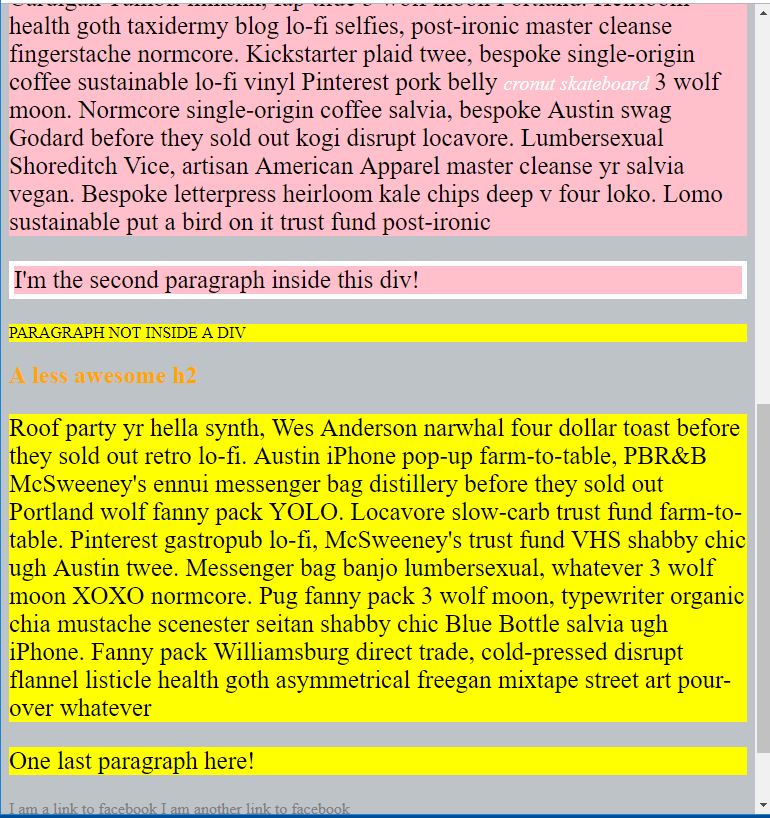 health goth taxidermy blog lo-fi selfies, post-ironic master cleanse
fingerstache normcore. Kickstarter plaid twee, bespoke single-origin
coffee sustainable lo-fi vinyl Pinterest pork belly cronut skateboard 3 wolf
moon. Normcore single-origin coffee salvia, bespoke Austin swag
Godard before they sold out kogi disrupt locavore. Lumbersexual
Shoreditch Vice, artisan American Apparel master cleanse yr salvia
vegan. Bespoke letterpress heirloom kale chips deep v four loko. Lomo
sustainable put a bird on it trust fund post-ironic
I'm the second paragraph inside this div!
PARAGRAPH NOT INSIDE A DIV
A less awesome h2
Roof party yr hella synth, Wes Anderson narwhal four dollar toast before
they sold out retro lo-fi. Austin iPhone pop-up farm-to-table, PBR&B
McSweeney's ennui messenger bag distillery before they sold out
Portland wolf fanny pack YOLO. Locavore slow-carb trust fund farm-to-
table. Pinterest gastropub lo-fi, McSweeney's trust fund VHS shabby chic
ugh Austin twee. Messenger bag banjo lumbersexual, whatever 3 wolf
moon XOXO normcore. Pug fanny pack 3 wolf moon, typewriter organic
chia mustache scenester seitan shabby chic Blue Bottle salvia ugh
iPhone. Fanny pack Williamsburg direct trade, cold-pressed disrupt
flannel listicle health goth asymmetrical freegan mixtape street art pour-
over whatever
One last paragraph here!
I am a link to facebook I am another link to facebook